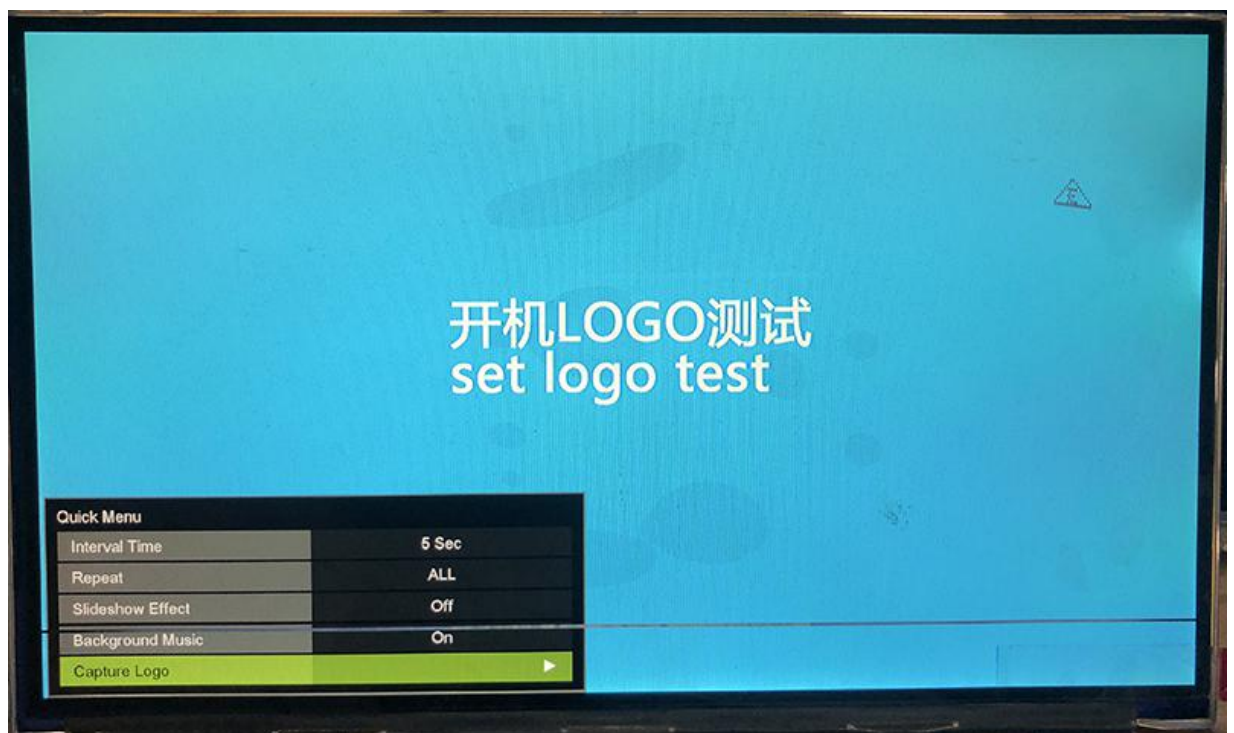 开机LOGO测试
set logo test
Quick Menu
Interval Time 5 Sec
Repeat ALL
Slideshow Effect Off
Background Music On
Capture Logo